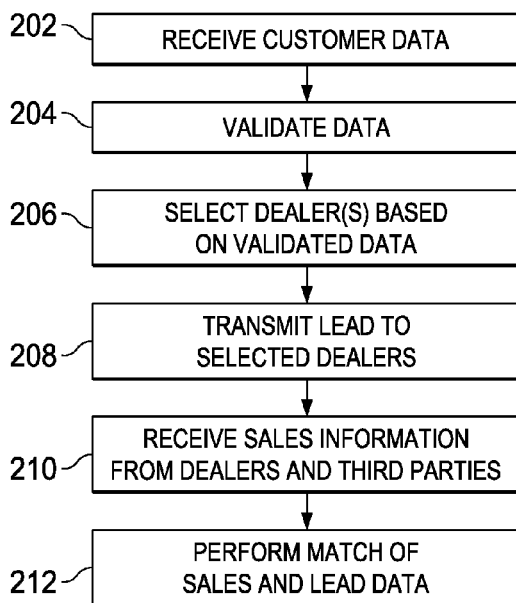 202
RECEIVE CUSTOMER DATA
204
VALIDATE DATA
206
SELECT DEALER(S) BASED
ON VALIDATED DATA
208
TRANSMIT LEAD TO
SELECTED DEALERS
210
RECEIVE SALES INFORMATION
FROM DEALERS AND THIRD PARTIES
212
PERFORM MATCH OF
SALES AND LEAD DATA